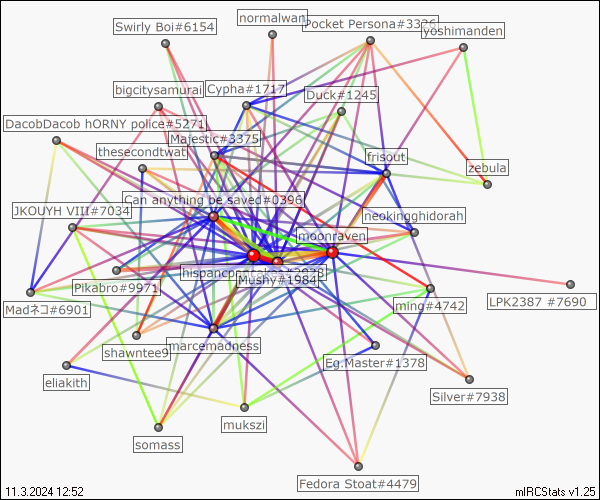 normalwan
Swirly Boi#6154
Pocket Persona#3326
yoshimanden
bigcitysamurai
Cypha#1717
Duck#1245
DacobDacob hORNY police#5271
Majestic#3375
thesecondtwat
frisout
zebula
Can anything be saved#0396
JKOUYH VIII#7034
neokingghidorah
moonraven
Mushy#1984
Pikabro#9971
LPK2387 #7690
Madネコ#6901
ming#4742
shawntee9
marcemadness
Eg.Master#1378
eliakith
Silver#7938
mukszi
somass
Fedora Stoat#4479
11.3.2024 12:52
mIRCStats v1.25